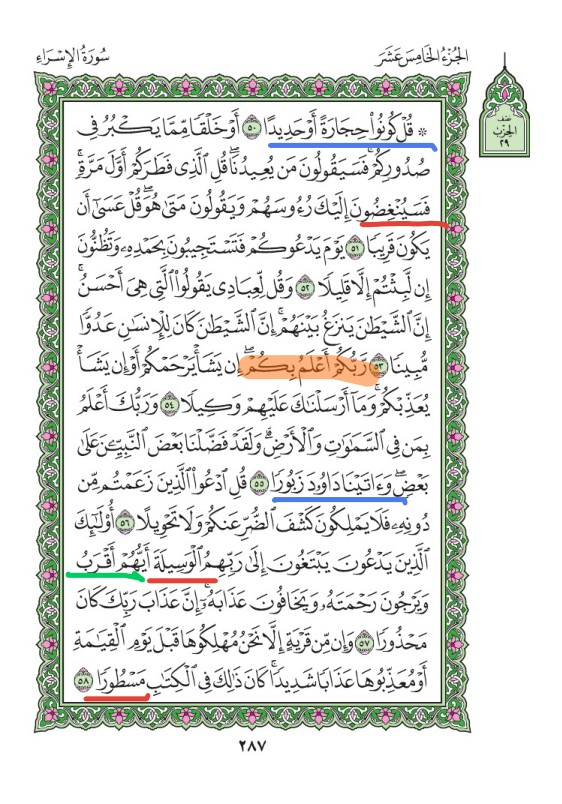 الجُزْءُ الخَامِسَ عَشَرَ
سُورَةُ الإِسْرَاءِ
نصف
الحزب
٢٩
۞ قُلْ كُونُوا۟ حِجَارَةً أَوْ حَدِيدًا ٥٠ أَوْ خَلْقًا مِّمَّا يَكْبُرُ فِى
صُدُورِكُمْۚ فَسَيَقُولُونَ مَن يُعِيدُنَاۖ قُلِ ٱلَّذِى فَطَرَكُمْ أَوَّلَ مَرَّةٍۚ
فَسَيُنْغِضُونَ إِلَيْكَ رُءُوسَهُمْ وَيَقُولُونَ مَتَىٰ هُوَۖ قُلْ عَسَىٰٓ أَن
يَكُونَ قَرِيبًا ٥١ يَوْمَ يَدْعُوكُمْ فَتَسْتَجِيبُونَ بِحَمْدِهِۦ وَتَظُنُّونَ
إِن لَّبِثْتُمْ إِلَّا قَلِيلًا ٥٢ وَقُل لِّعِبَادِى يَقُولُوا۟ ٱلَّتِى هِىَ أَحْسَنُۚ
إِنَّ ٱلشَّيْطَٰنَ يَنزَغُ بَيْنَهُمْۚ إِنَّ ٱلشَّيْطَٰنَ كَانَ لِلْإِنسَٰنِ عَدُوًّا
مُّبِينًا ٥٣ رَّبُّكُمْ أَعْلَمُ بِكُمْۖ إِن يَشَأْ يَرْحَمْكُمْ أَوْ إِن يَشَأْ
يُعَذِّبْكُمْۚ وَمَآ أَرْسَلْنَٰكَ عَلَيْهِمْ وَكِيلًا ٥٤ وَرَبُّكَ أَعْلَمُ
بِمَن فِى ٱلسَّمَٰوَٰتِ وَٱلْأَرْضِۗ وَلَقَدْ فَضَّلْنَا بَعْضَ ٱلنَّبِيِّۦنَ عَلَىٰ
بَعْضٍۖ وَءَاتَيْنَا دَاوُۥدَ زَبُورًا ٥٥ قُلِ ٱدْعُوا۟ ٱلَّذِينَ زَعَمْتُم مِّن
دُونِهِۦ فَلَا يَمْلِكُونَ كَشْفَ ٱلضُّرِّ عَنكُمْ وَلَا تَحْوِيلًا ٥٦ أُو۟لَٰٓئِكَ
ٱلَّذِينَ يَدْعُونَ يَبْتَغُونَ إِلَىٰ رَبِّهِمُ ٱلْوَسِيلَةَ أَيُّهُمْ أَقْرَبُ
وَيَرْجُونَ رَحْمَتَهُۥ وَيَخَافُونَ عَذَابَهُۥٓۚ إِنَّ عَذَابَ رَبِّكَ كَانَ
مَحْذُورًا ٥٧ وَإِن مِّن قَرْيَةٍ إِلَّا نَحْنُ مُهْلِكُوهَا قَبْلَ يَوْمِ ٱلْقِيَٰمَةِ
أَوْ مُعَذِّبُوهَا عَذَابًا شَدِيدًاۚ كَانَ ذَٰلِكَ فِى ٱلْكِتَٰبِ مَسْطُورًا ٥٨
٢٨٧